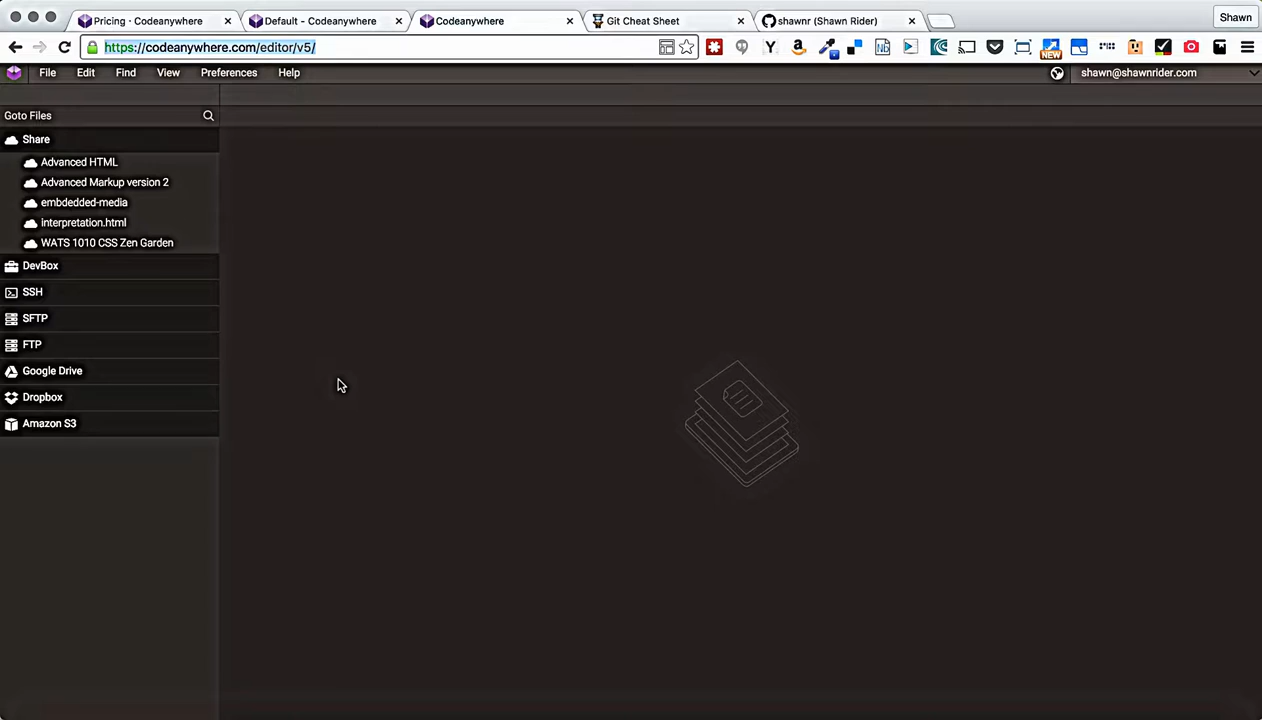 Pricing · Codeanywhere
Default - Codeanywhere
Codeanywhere
Git Cheat Sheet
shawnr (Shawn Rider)
Shawn
https://codeanywhere.com/editor/v5/
Y
a
Nb
NEW
File
Edit
Find
View
Preferences
Help
shawn@shawnrider.com
Goto Files
Share
Advanced HTML
Advanced Markup version 2
embdedded-media
interpretation.html
WATS 1010 CSS Zen Garden
DevBox
SSH
SFTP
FTP
Google Drive
Dropbox
Amazon S3